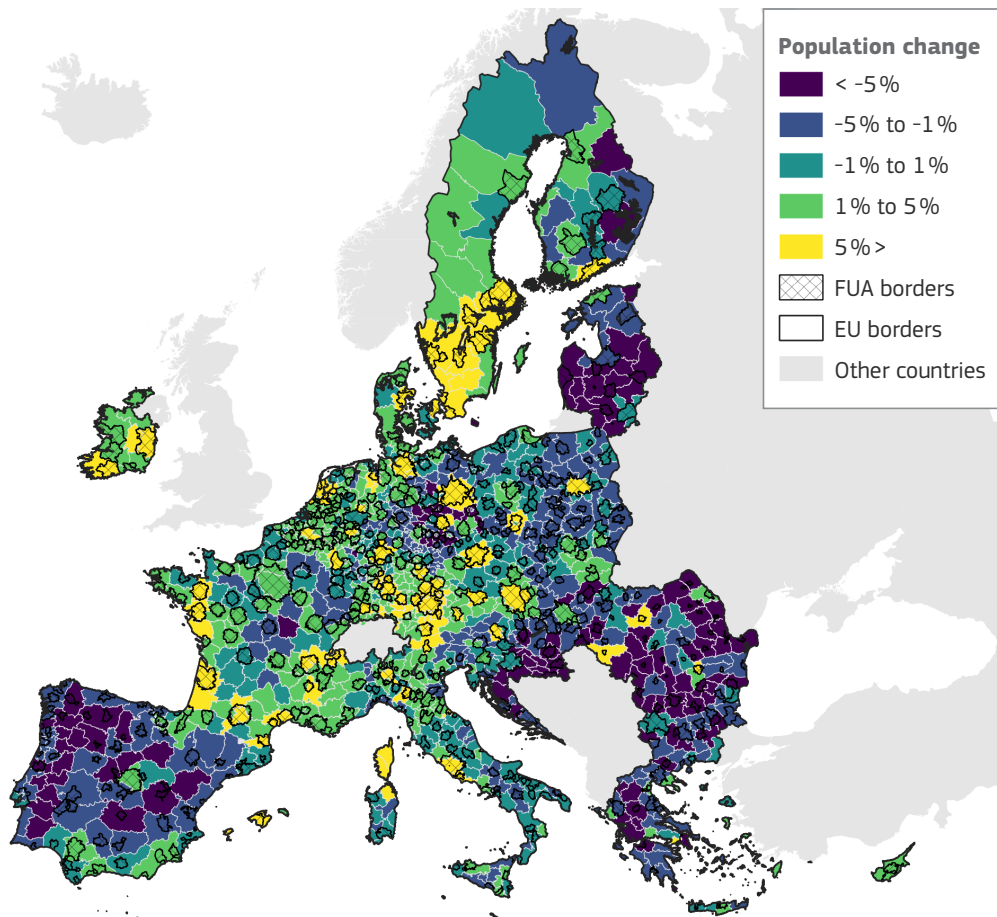 Population change
< -5%
-5% to -1%
-1% to 1%
1% to 5%
5%>
FUA borders
EU borders
Other countries